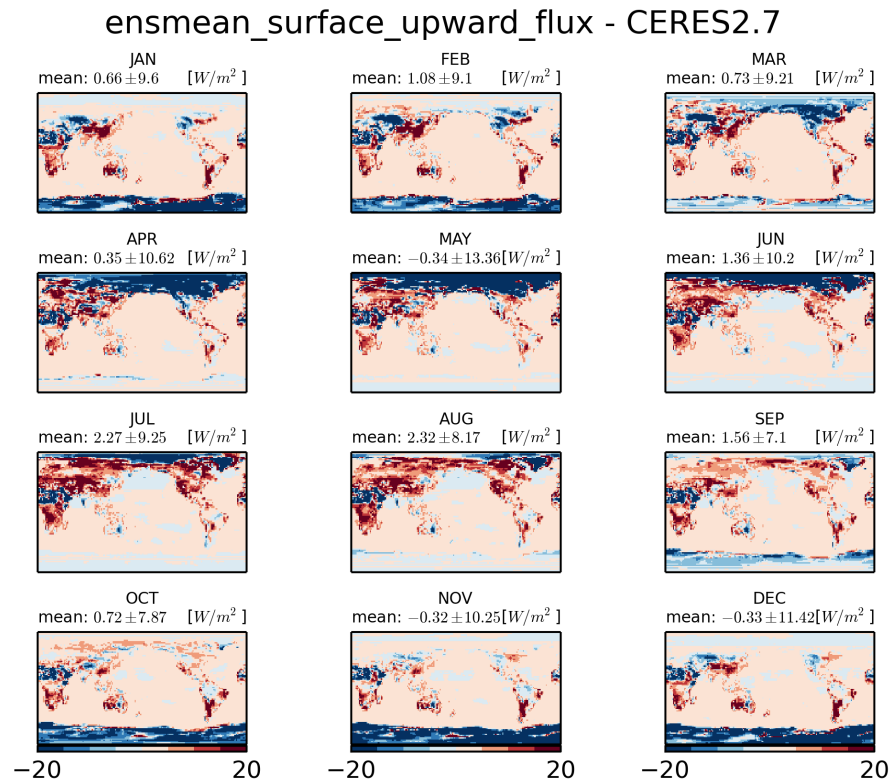 ensmean_surface_upward_flux - CERES2.7
JAN
mean: 0.66±9.6 [W/m² ]
FEB
mean: 1.08±9.1 [W/m² ]
MAR
mean: 0.73±9.21 [W/m² ]
APR
mean: 0.35±10.62 [W/m² ]
MAY
mean: −0.34±13.36[W/m² ]
JUN
mean: 1.36±10.2 [W/m² ]
JUL
mean: 2.27±9.25 [W/m² ]
AUG
mean: 2.32±8.17 [W/m² ]
SEP
mean: 1.56±7.1 [W/m² ]
OCT
mean: 0.72±7.87 [W/m² ]
NOV
mean: −0.32±10.25[W/m² ]
DEC
mean: −0.33±11.42[W/m² ]
−20 20 −20 20 −20 20